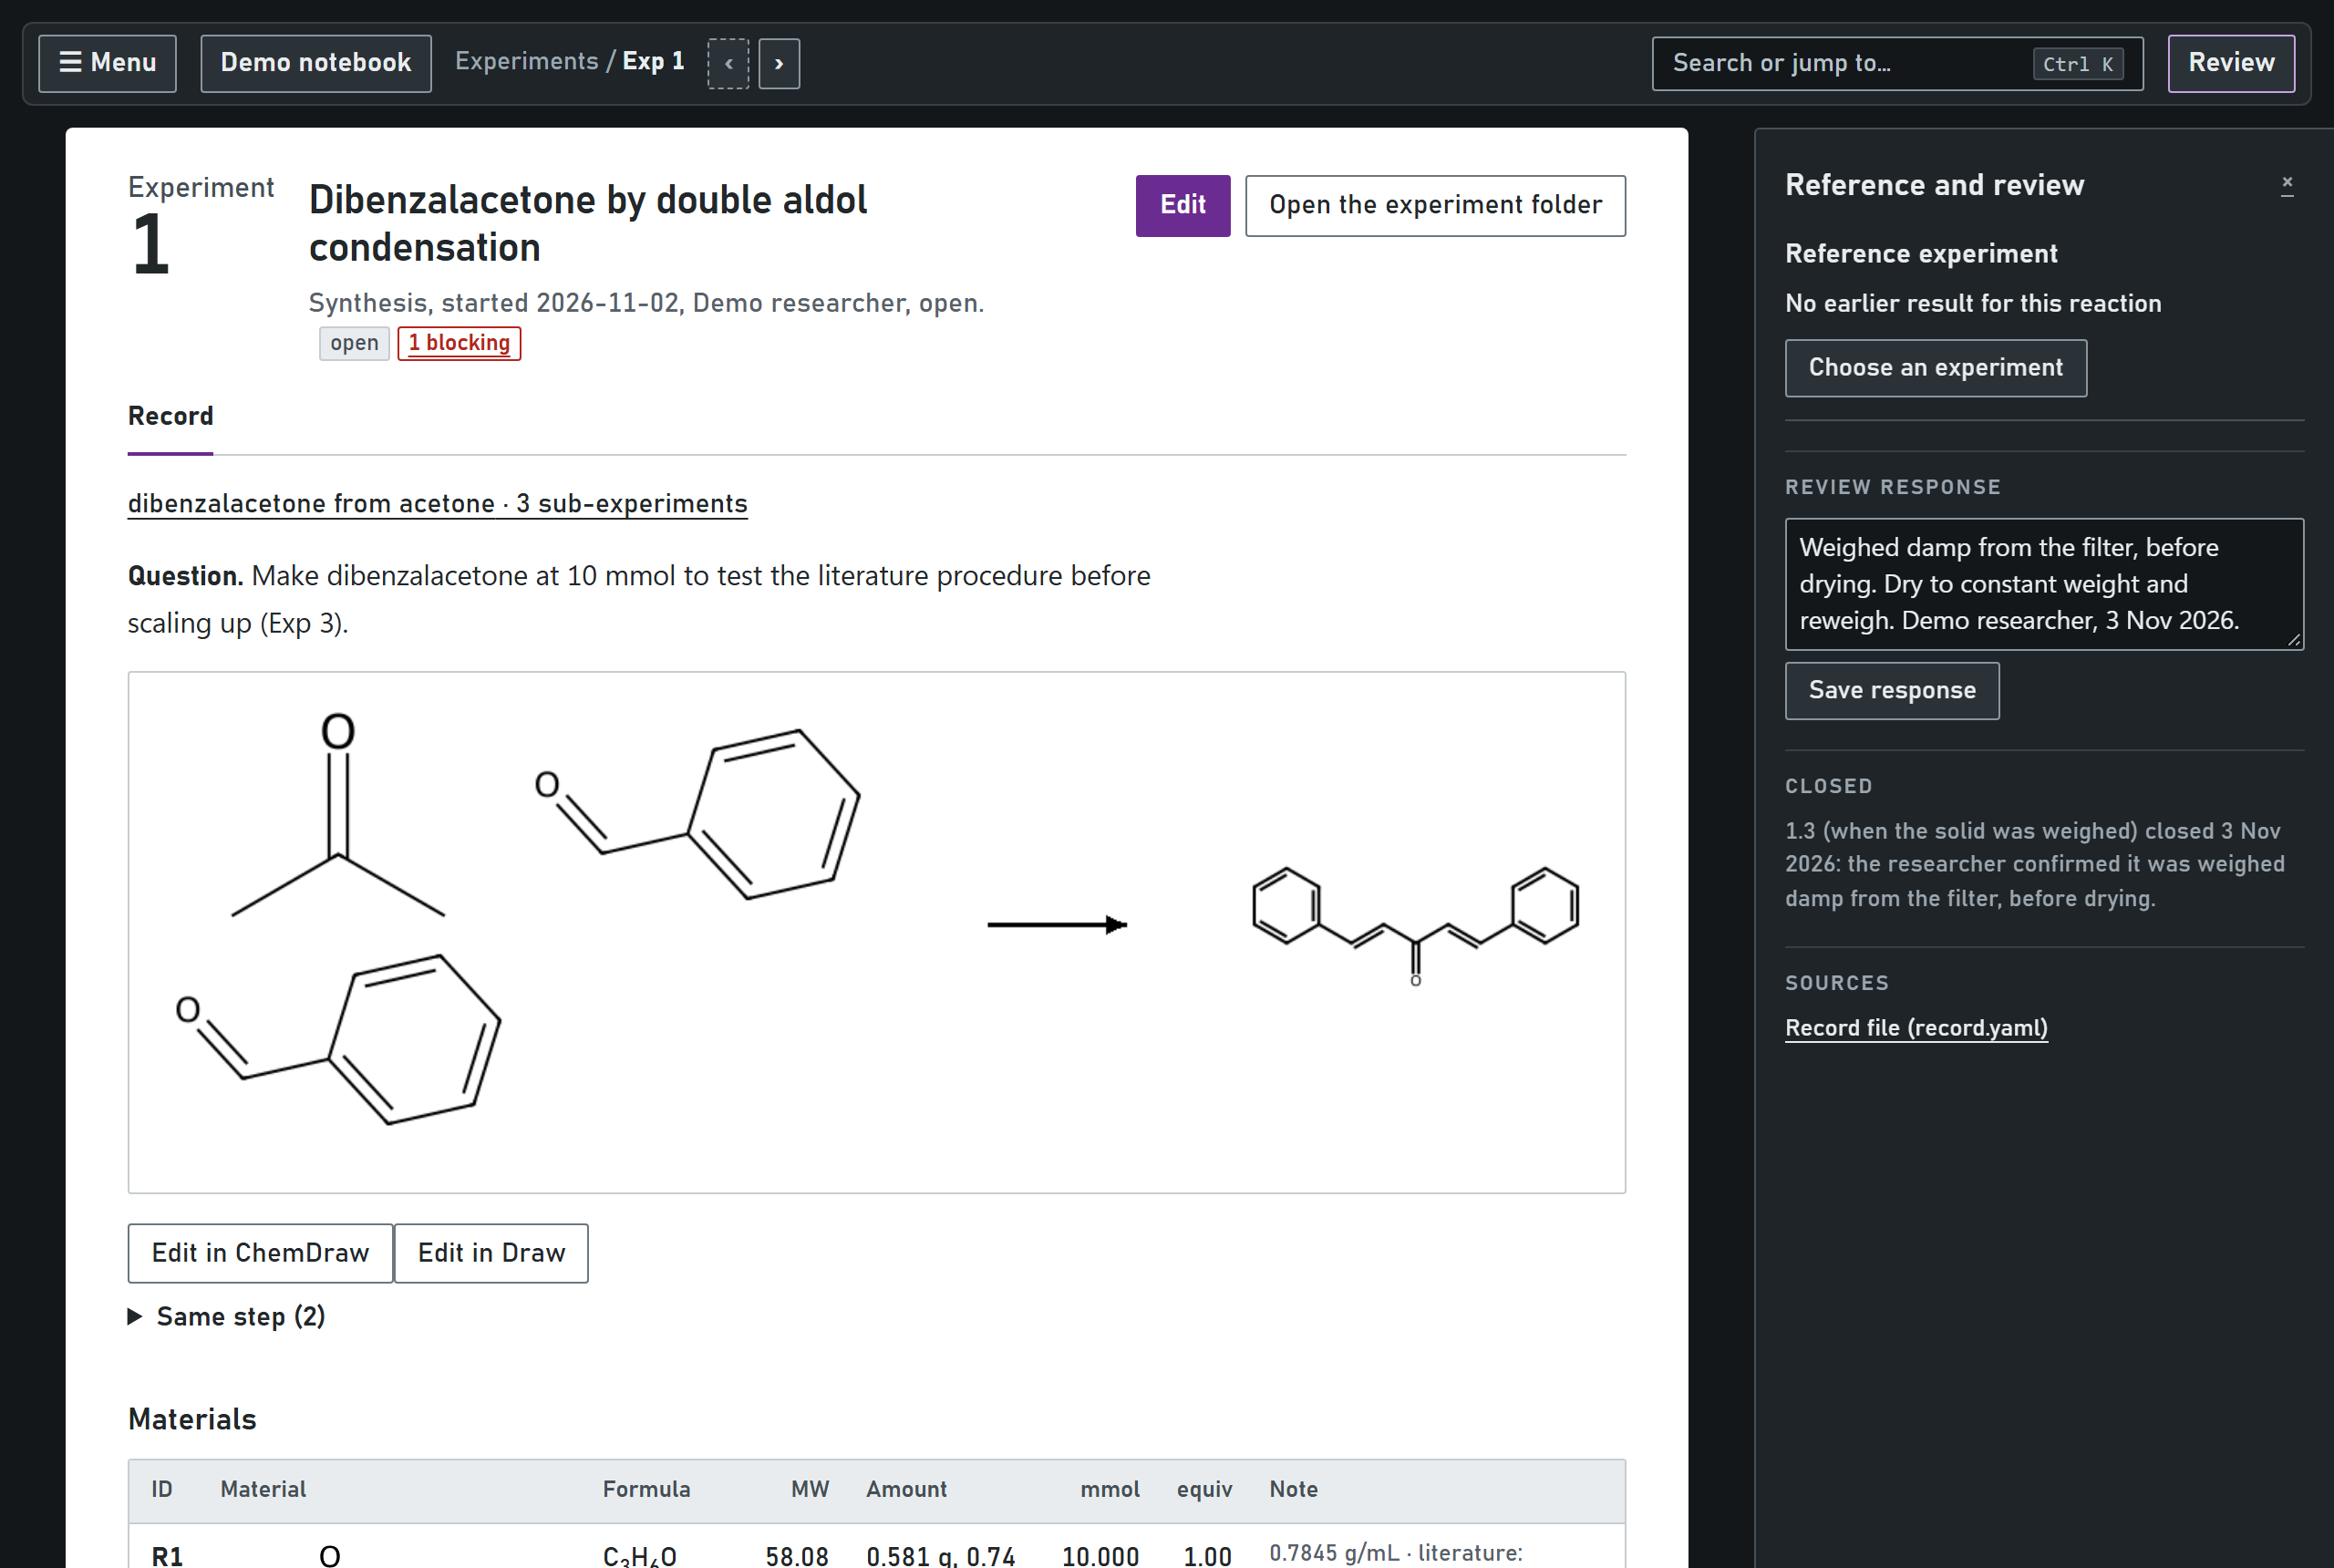 ☰ Menu
Demo notebook
Experiments / Exp 1
‹
›
Search or jump to…
Ctrl K
Review
Experiment
1
Dibenzalacetone by double aldol
condensation
Edit
Open the experiment folder
Synthesis, started 2026-11-02, Demo researcher, open.
open
1 blocking
Record
dibenzalacetone from acetone · 3 sub-experiments
Question. Make dibenzalacetone at 10 mmol to test the literature procedure before
scaling up (Exp 3).
O
O
O
O
Edit in ChemDraw
Edit in Draw
▶ Same step (2)
Materials
ID Material Formula MW Amount mmol equiv Note
R1 O C₃H₆O 58.08 0.581 g, 0.74 10.000 1.00 0.7845 g/mL · literature:
Reference and review
×
Reference experiment
No earlier result for this reaction
Choose an experiment
REVIEW RESPONSE
Weighed damp from the filter, before
drying. Dry to constant weight and
reweigh. Demo researcher, 3 Nov 2026.
Save response
CLOSED
1.3 (when the solid was weighed) closed 3 Nov
2026: the researcher confirmed it was weighed
damp from the filter, before drying.
SOURCES
Record file (record.yaml)